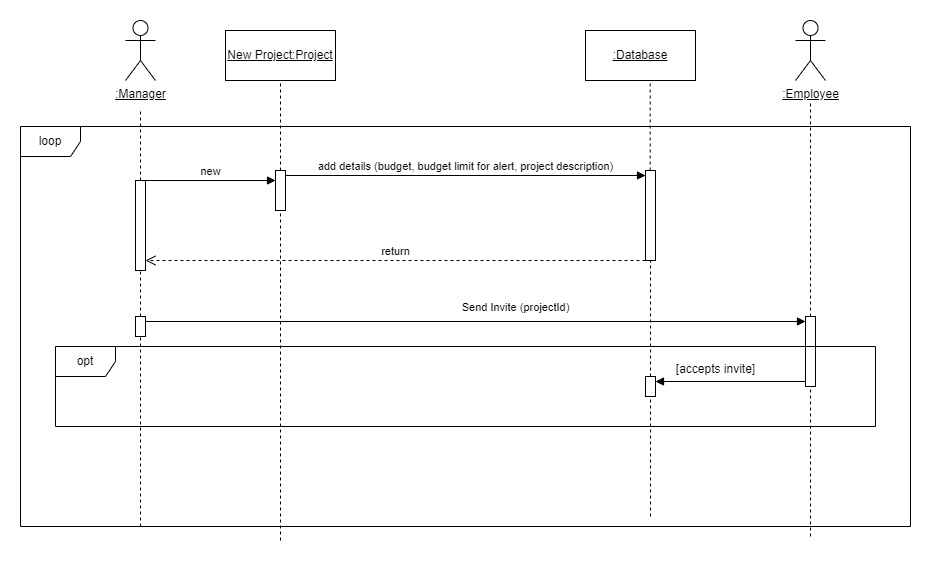 New Project:Project
:Database
:Manager
:Employee
loop
new
add details (budget, budget limit for alert, project description)
return
Send Invite (projectId)
opt
[accepts invite]